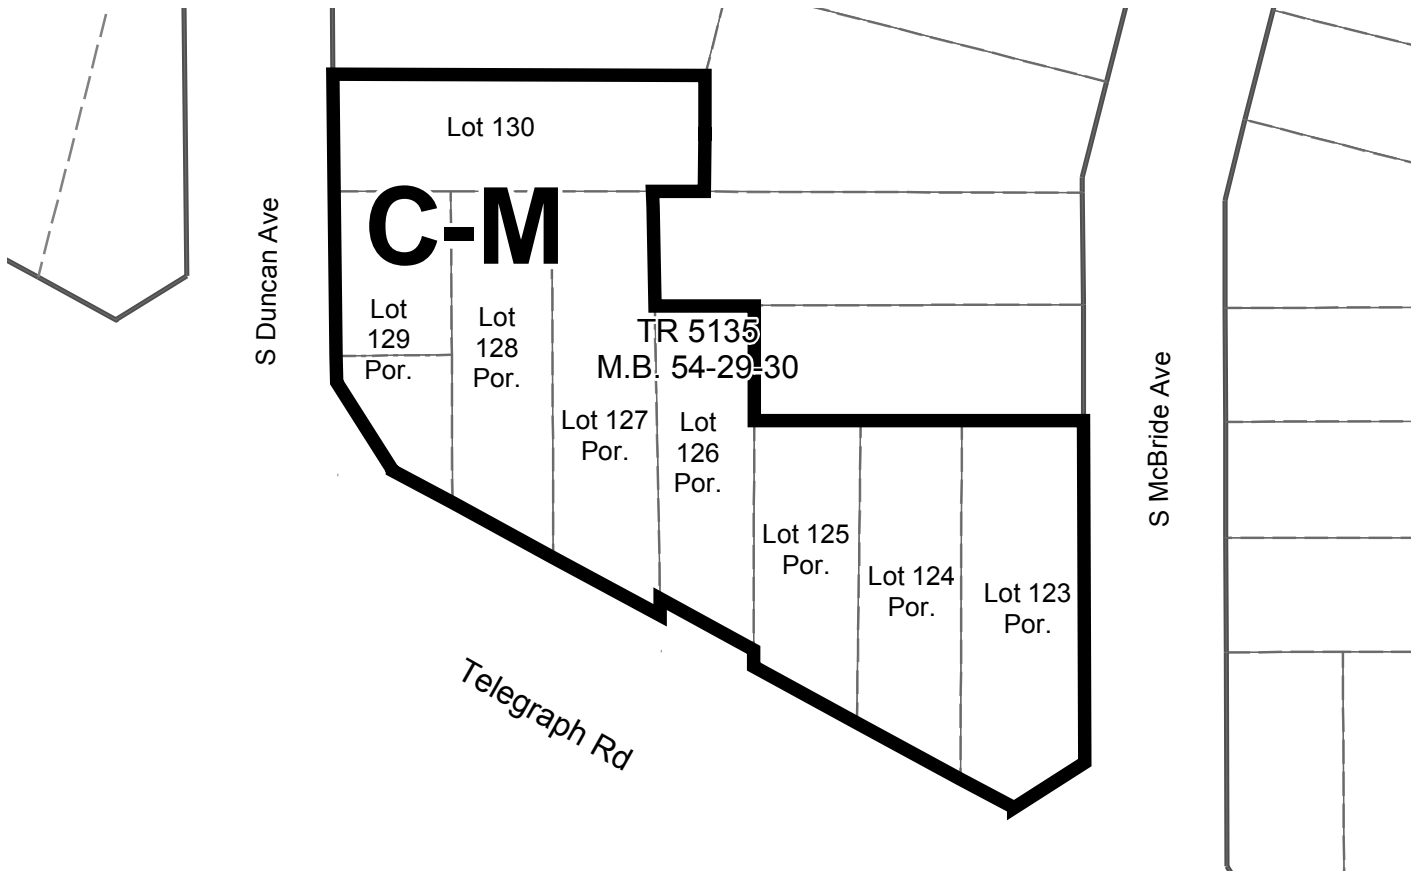 Lot 130
C-M
S Duncan Ave
Lot
129
Por.
Lot
128
Por.
TR 5135
M.B. 54-29-30
Lot 127
Por.
Lot
126
Por.
S McBride Ave
Lot 125
Por.
Lot 124
Por.
Lot 123
Por.
Telegraph Rd